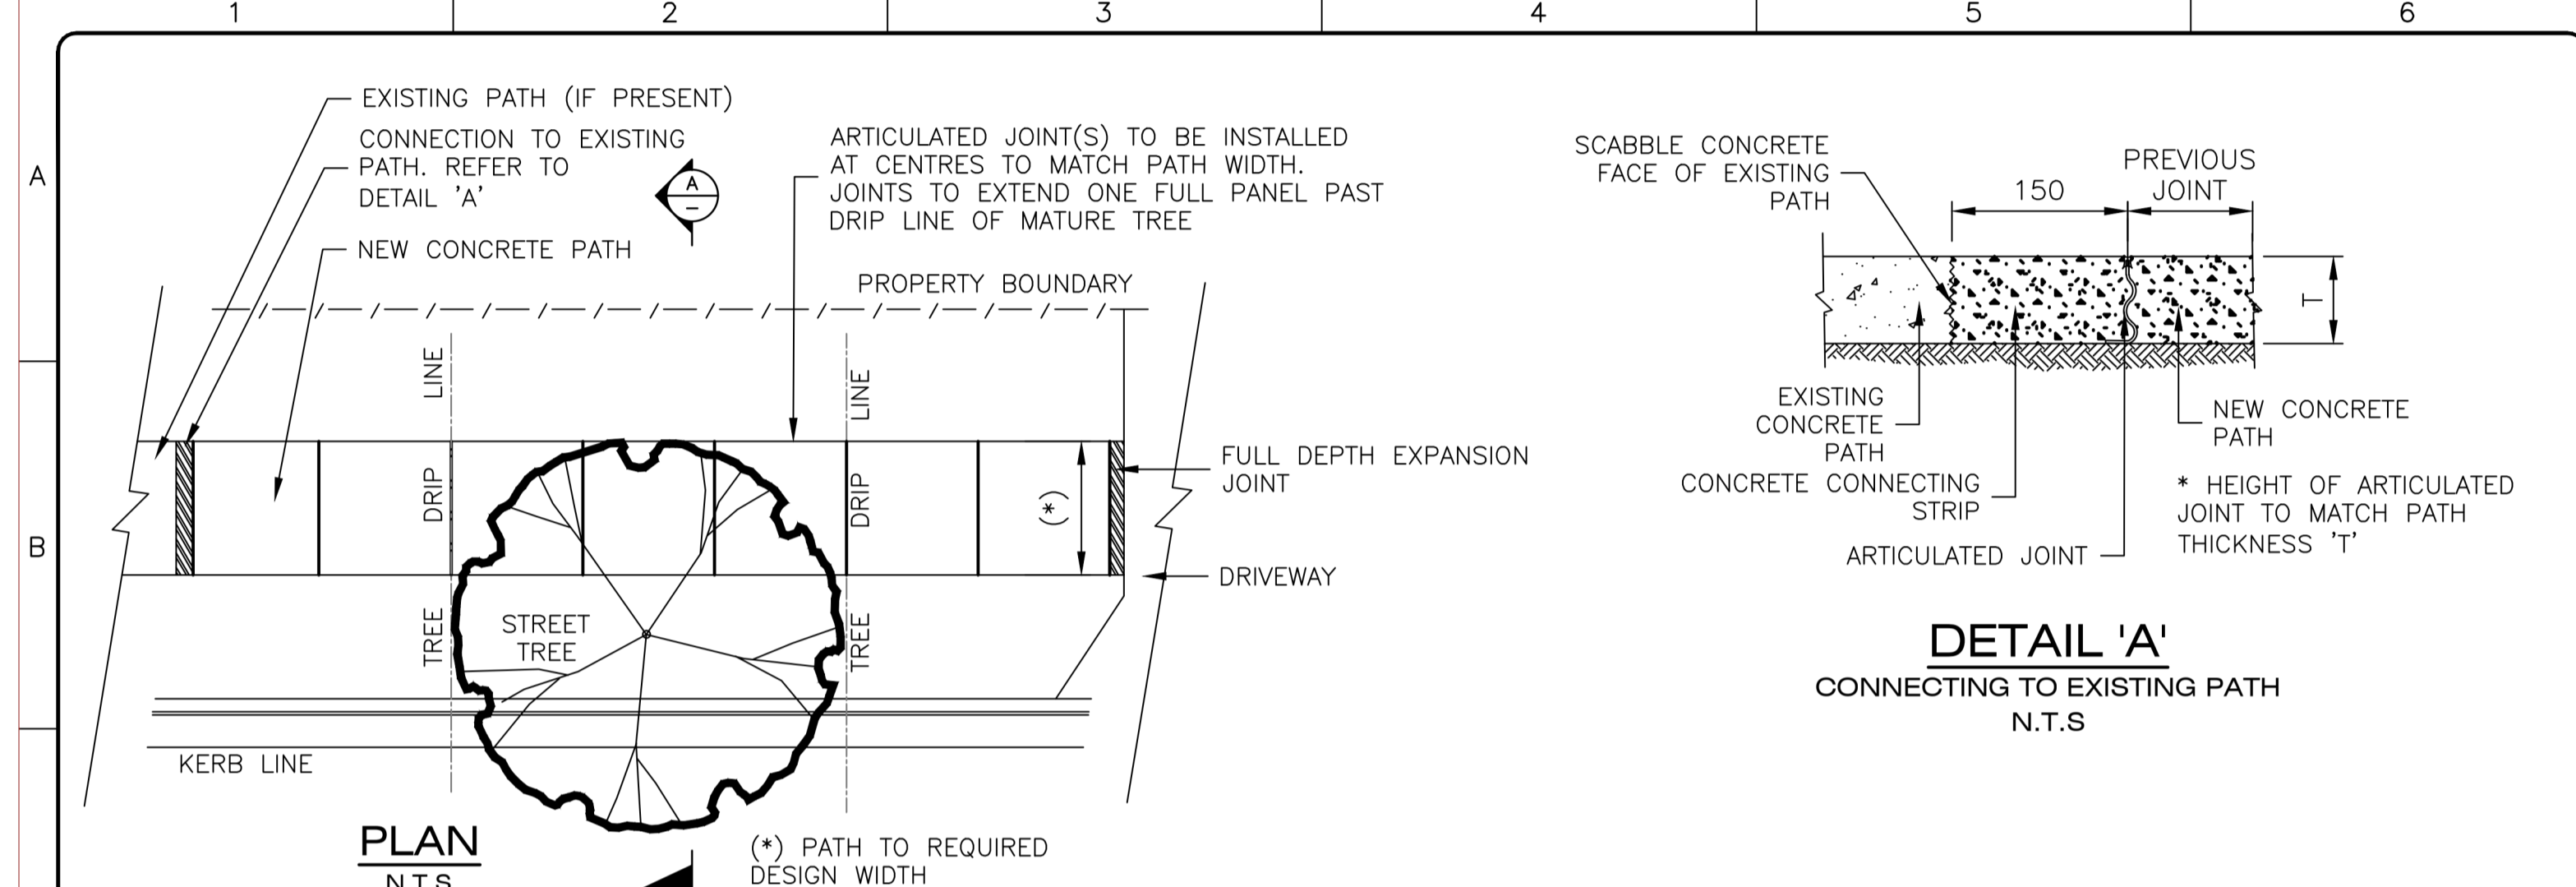 1 2 3 4 5 6
A
B
EXISTING PATH (IF PRESENT)
CONNECTION TO EXISTING
PATH. REFER TO
DETAIL 'A'
NEW CONCRETE PATH
A
–
ARTICULATED JOINT(S) TO BE INSTALLED
AT CENTRES TO MATCH PATH WIDTH.
JOINTS TO EXTEND ONE FULL PANEL PAST
DRIP LINE OF MATURE TREE
PROPERTY BOUNDARY
TREE DRIP LINE
TREE DRIP LINE
(*)
FULL DEPTH EXPANSION
JOINT
DRIVEWAY
STREET
TREE
KERB LINE
PLAN
N.T.S
(*) PATH TO REQUIRED
DESIGN WIDTH
SCABBLE CONCRETE
FACE OF EXISTING
PATH
150
PREVIOUS
JOINT
T
EXISTING
CONCRETE
PATH
CONCRETE CONNECTING
STRIP
ARTICULATED JOINT
NEW CONCRETE
PATH
* HEIGHT OF ARTICULATED
JOINT TO MATCH PATH
THICKNESS 'T'
DETAIL 'A'
CONNECTING TO EXISTING PATH
N.T.S